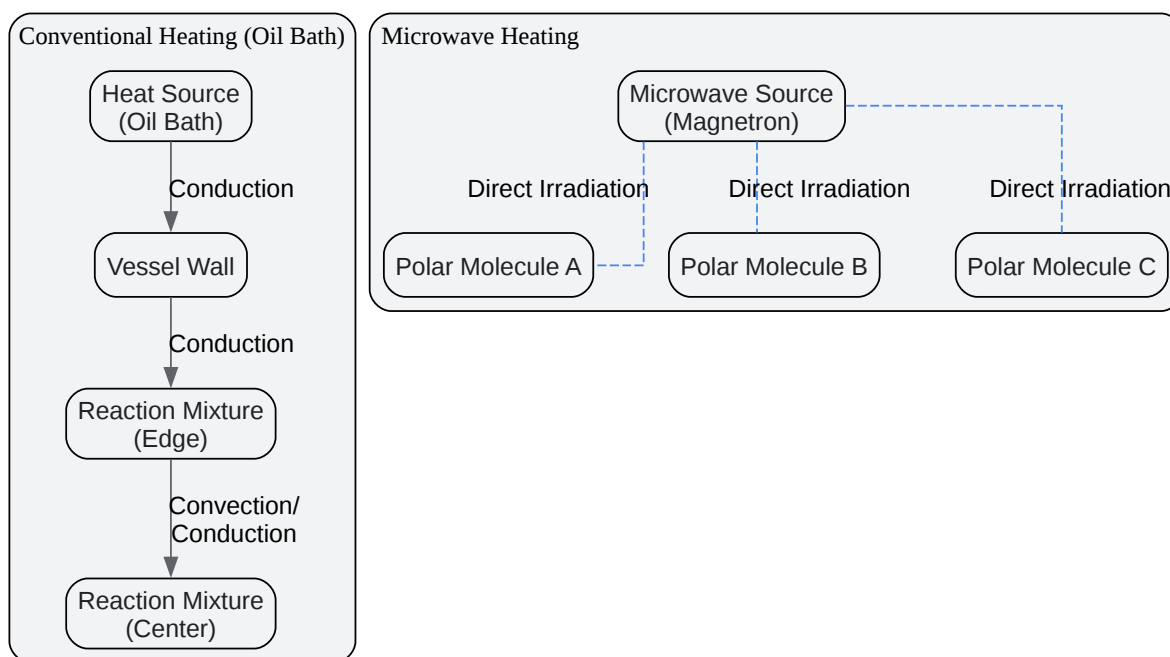 Conventional Heating (Oil Bath)
Heat Source
(Oil Bath)
Conduction
Vessel Wall
Conduction
Reaction Mixture
(Edge)
Convection/
Conduction
Reaction Mixture
(Center)
Microwave Heating
Microwave Source
(Magnetron)
Direct Irradiation
Direct Irradiation
Direct Irradiation
Polar Molecule A
Polar Molecule B
Polar Molecule C